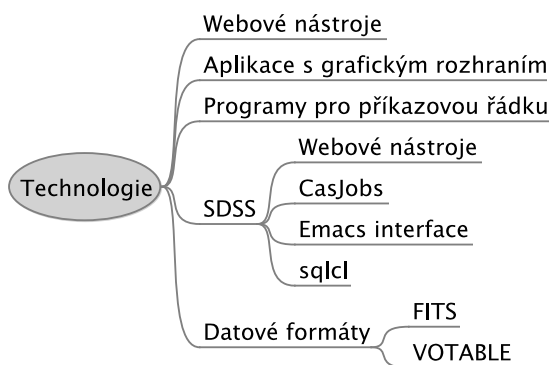 Webové nástroje
Aplikace s grafickým rozhraním
Programy pro příkazovou řádku
Technologie
SDSS
Webové nástroje
CasJobs
Emacs interface
sqlcl
Datové formáty
FITS
VOTABLE